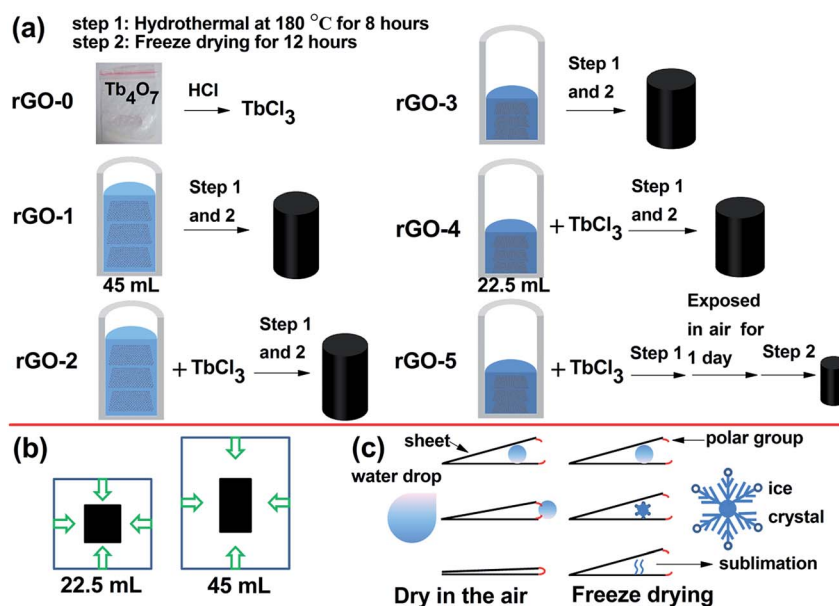 (a) step 1: Hydrothermal at 180 °C for 8 hours
step 2: Freeze drying for 12 hours
rGO-0
Tb4O7
HCl
TbCl3
rGO-1
45 mL
Step 1
and 2
rGO-2
+ TbCl3
Step 1
and 2
rGO-3
Step 1
and 2
rGO-4
22.5 mL
+ TbCl3
Step 1
and 2
rGO-5
+ TbCl3
Step 1
Exposed
in air for
1 day
Step 2
(b)
22.5 mL
45 mL
(c)
sheet
water drop
polar group
ice
crystal
sublimation
Dry in the air
Freeze drying